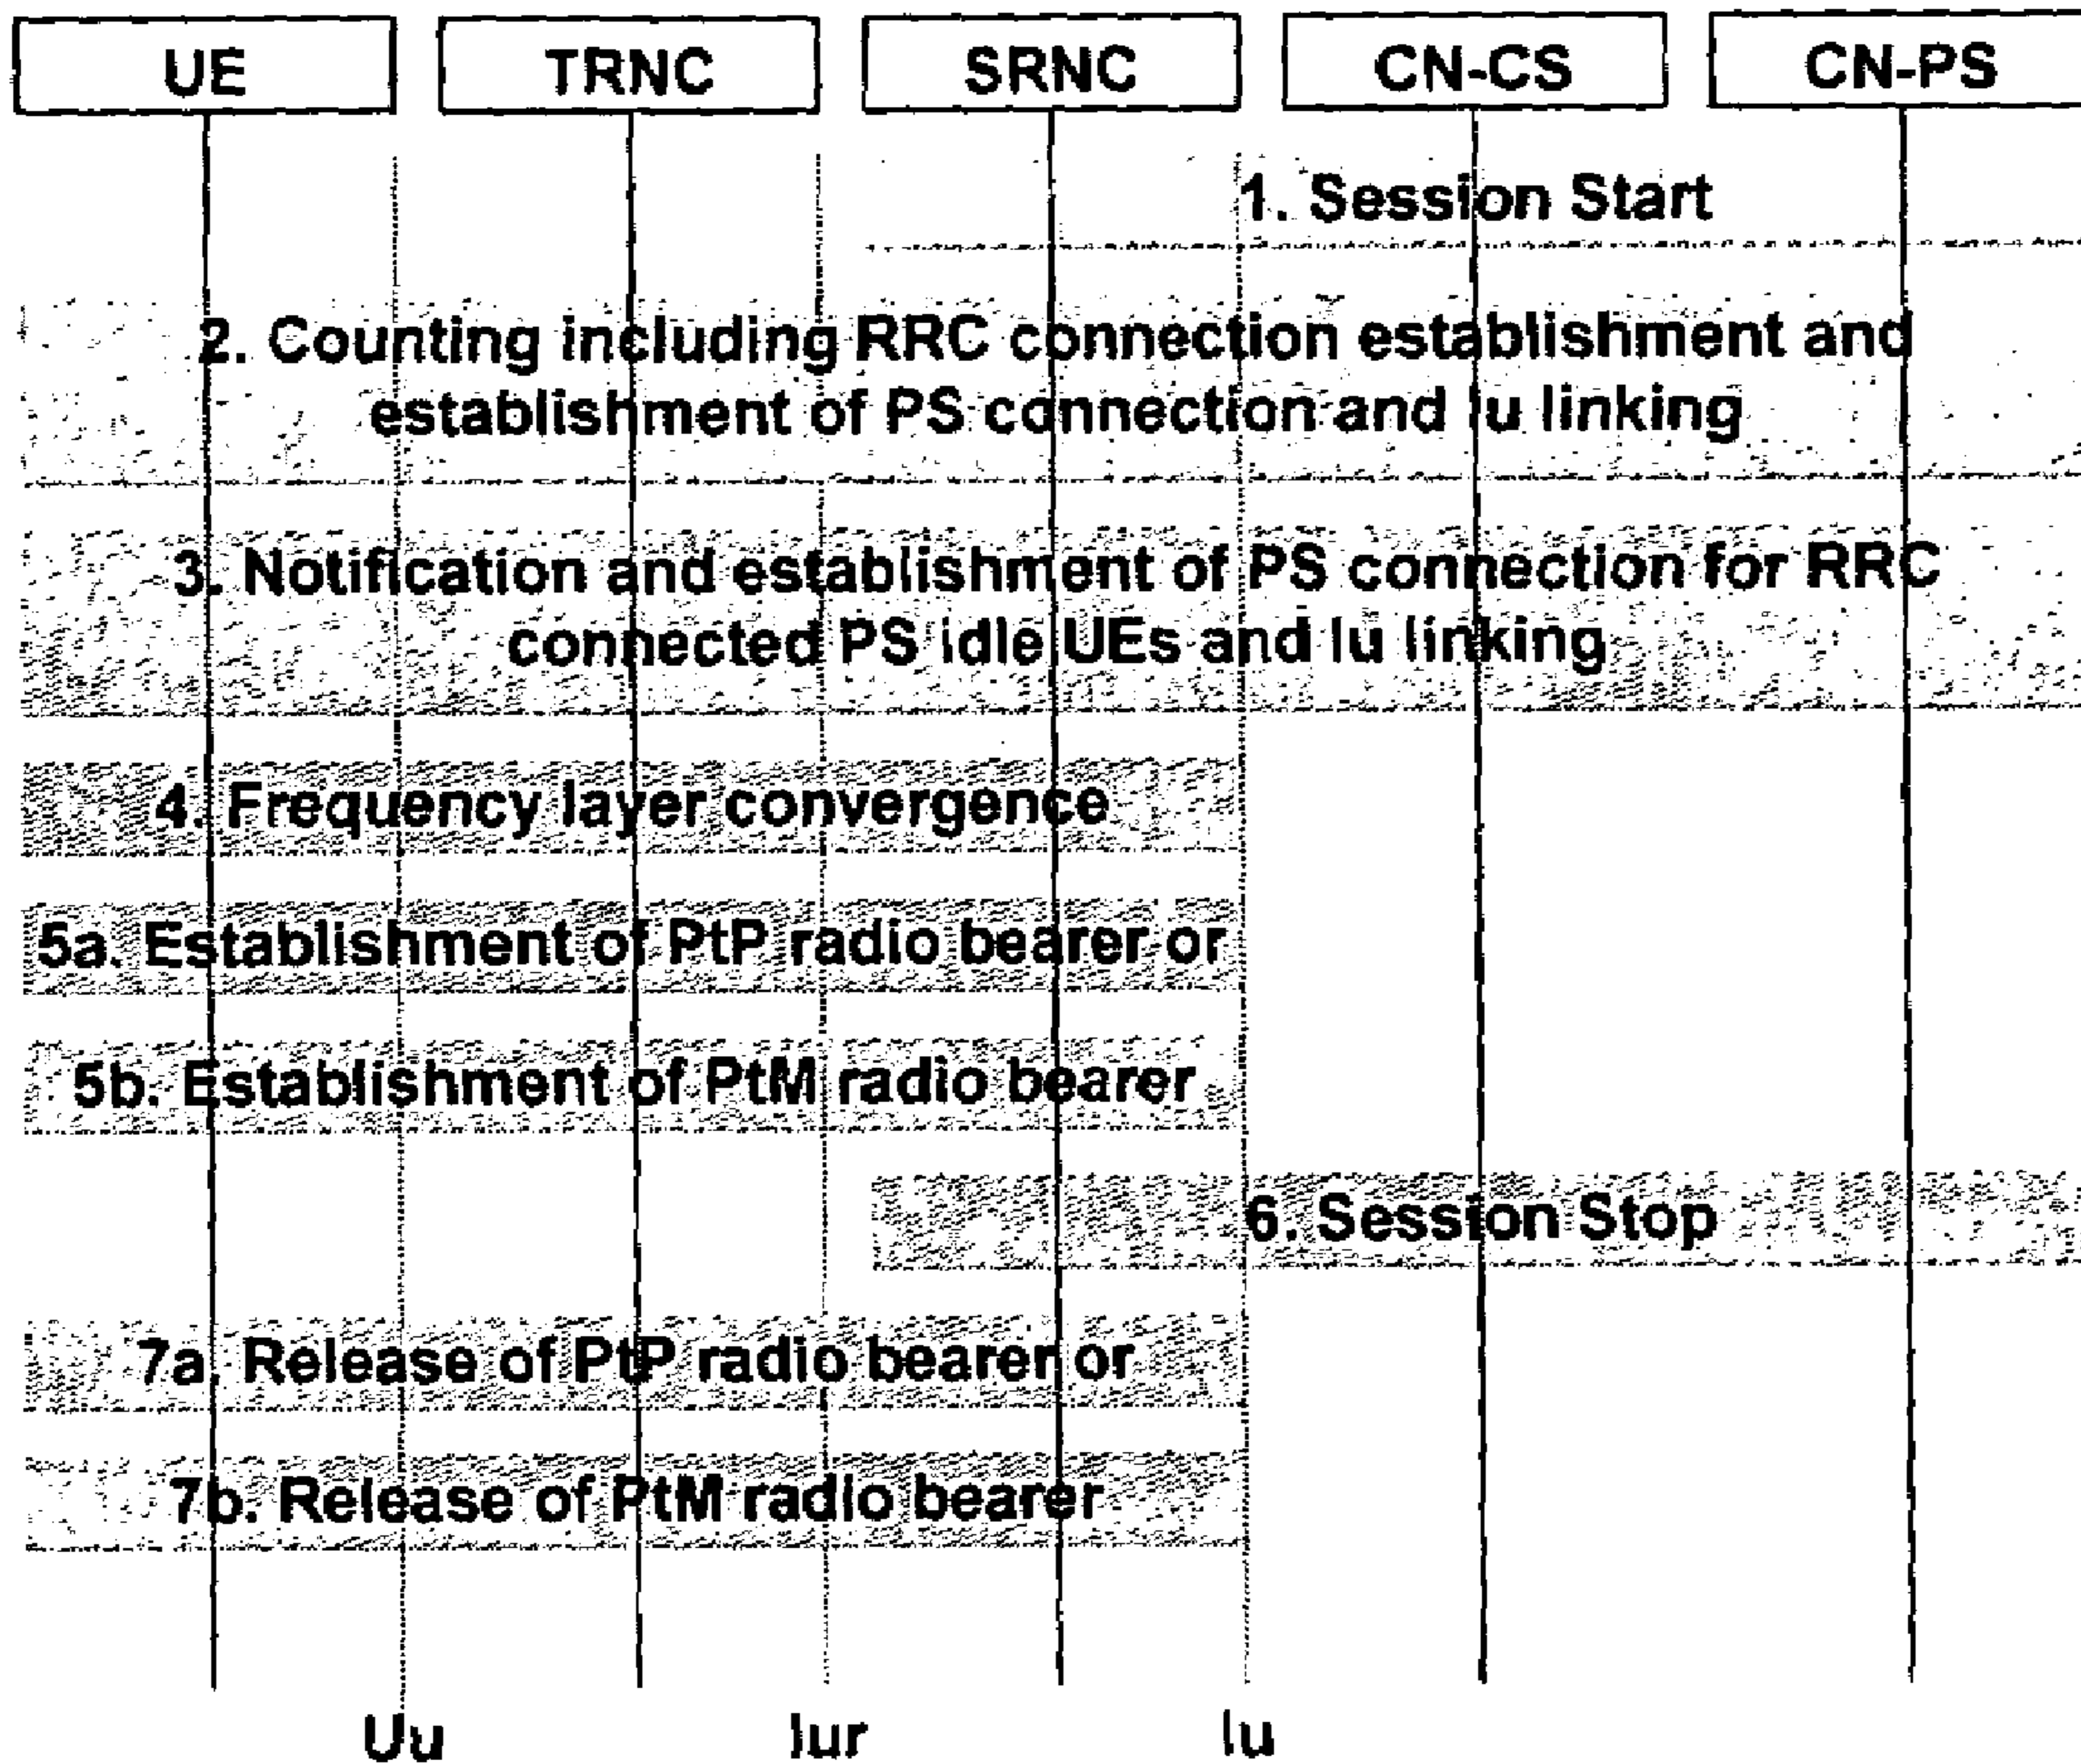 UE TRNC SRNC CN-CS CN-PS
1. Session Start
2. Counting including RRC connection establishment and
establishment of PS connection and Iu linking
3. Notification and establishment of PS connection for RRC
connected PS idle UEs and Iu linking
4. Frequency layer convergence
5a. Establishment of PtP radio bearer or
5b. Establishment of PtM radio bearer
6. Session Stop
7a. Release of PtP radio bearer or
7b. Release of PtM radio bearer
Uu Iur Iu